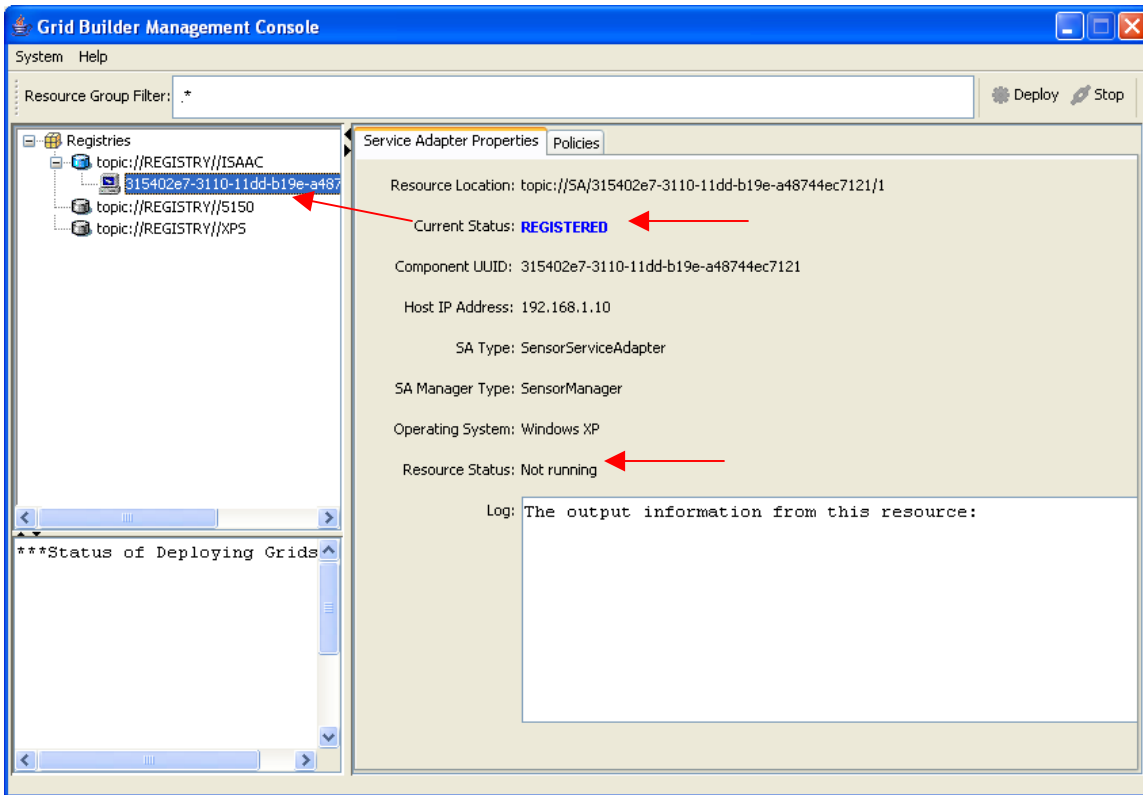 Grid Builder Management Console
System Help
Resource Group Filter: .* Deploy Stop
Registries
topic://REGISTRY//ISAAC
315402e7-3110-11dd-b19e-a487
topic://REGISTRY//5150
topic://REGISTRY//XPS
***Status of Deploying Grids
Service Adapter Properties Policies
Resource Location: topic://SA/315402e7-3110-11dd-b19e-a48744ec7121/1
Current Status: REGISTERED
Component UUID: 315402e7-3110-11dd-b19e-a48744ec7121
Host IP Address: 192.168.1.10
SA Type: SensorServiceAdapter
SA Manager Type: SensorManager
Operating System: Windows XP
Resource Status: Not running
Log: The output information from this resource: